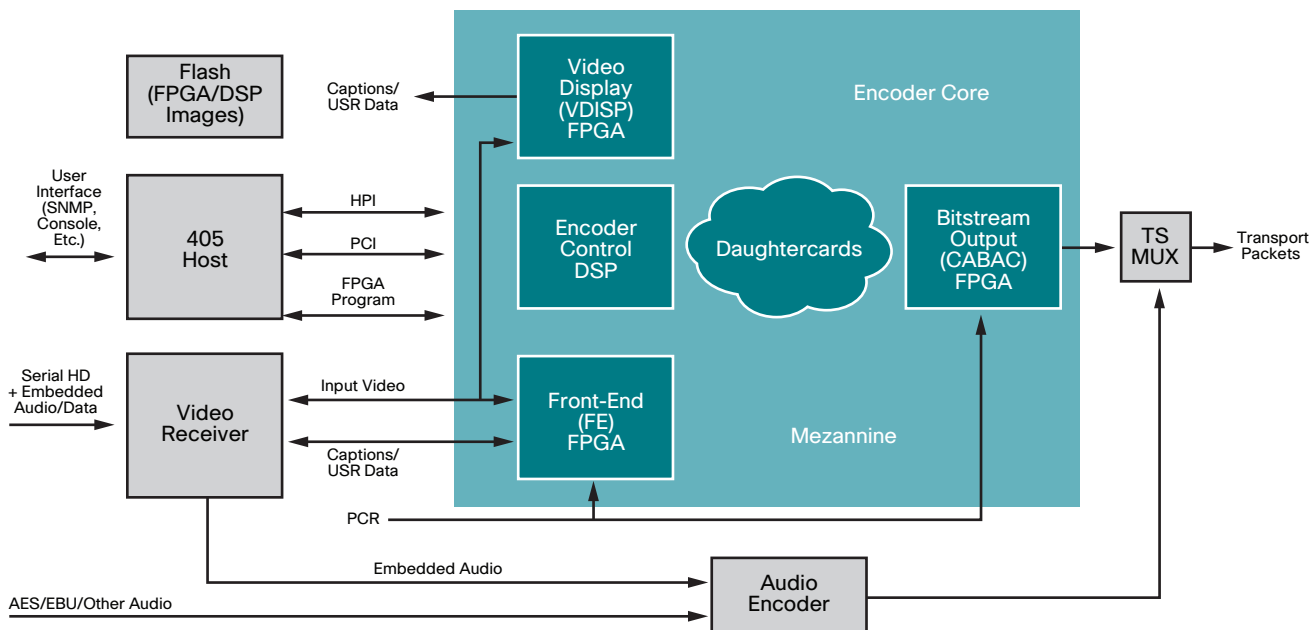 Flash
(FPGA/DSP
Images)
Captions/
USR Data
Video
Display
(VDISP)
FPGA
Encoder Core
User
Interface
(SNMP,
Console,
Etc.)
405
Host
HPI
PCI
FPGA
Program
Encoder
Control
DSP
Daughtercards
Bitstream
Output
(CABAC)
FPGA
TS
MUX
Transport
Packets
Serial HD
+ Embedded
Audio/Data
Video
Receiver
Input Video
Captions/
USR Data
Front-End
(FE)
FPGA
Mezannine
PCR
Embedded Audio
AES/EBU/Other Audio
Audio
Encoder